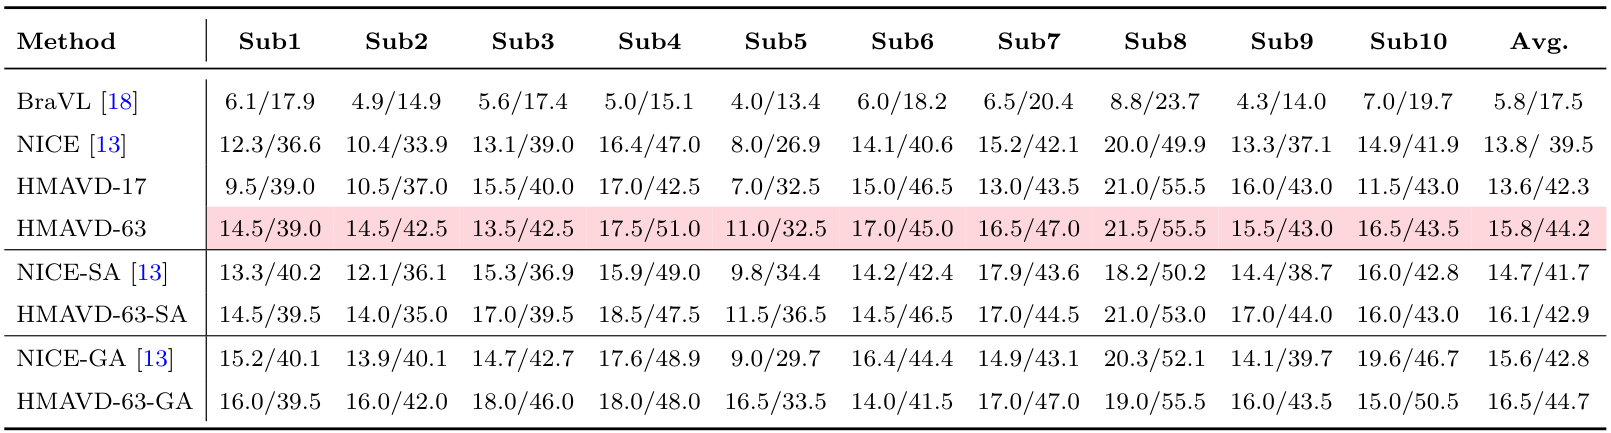 Method Sub1 Sub2 Sub3 Sub4 Sub5 Sub6 Sub7 Sub8 Sub9 Sub10 Avg.
BraVL [18] 6.1/17.9 4.9/14.9 5.6/17.4 5.0/15.1 4.0/13.4 6.0/18.2 6.5/20.4 8.8/23.7 4.3/14.0 7.0/19.7 5.8/17.5
NICE [13] 12.3/36.6 10.4/33.9 13.1/39.0 16.4/47.0 8.0/26.9 14.1/40.6 15.2/42.1 20.0/49.9 13.3/37.1 14.9/41.9 13.8/ 39.5
HMAVD-17 9.5/39.0 10.5/37.0 15.5/40.0 17.0/42.5 7.0/32.5 15.0/46.5 13.0/43.5 21.0/55.5 16.0/43.0 11.5/43.0 13.6/42.3
HMAVD-63 14.5/39.0 14.5/42.5 13.5/42.5 17.5/51.0 11.0/32.5 17.0/45.0 16.5/47.0 21.5/55.5 15.5/43.0 16.5/43.5 15.8/44.2
NICE-SA [13] 13.3/40.2 12.1/36.1 15.3/36.9 15.9/49.0 9.8/34.4 14.2/42.4 17.9/43.6 18.2/50.2 14.4/38.7 16.0/42.8 14.7/41.7
HMAVD-63-SA 14.5/39.5 14.0/35.0 17.0/39.5 18.5/47.5 11.5/36.5 14.5/46.5 17.0/44.5 21.0/53.0 17.0/44.0 16.0/43.0 16.1/42.9
NICE-GA [13] 15.2/40.1 13.9/40.1 14.7/42.7 17.6/48.9 9.0/29.7 16.4/44.4 14.9/43.1 20.3/52.1 14.1/39.7 19.6/46.7 15.6/42.8
HMAVD-63-GA 16.0/39.5 16.0/42.0 18.0/46.0 18.0/48.0 16.5/33.5 14.0/41.5 17.0/47.0 19.0/55.5 16.0/43.5 15.0/50.5 16.5/44.7